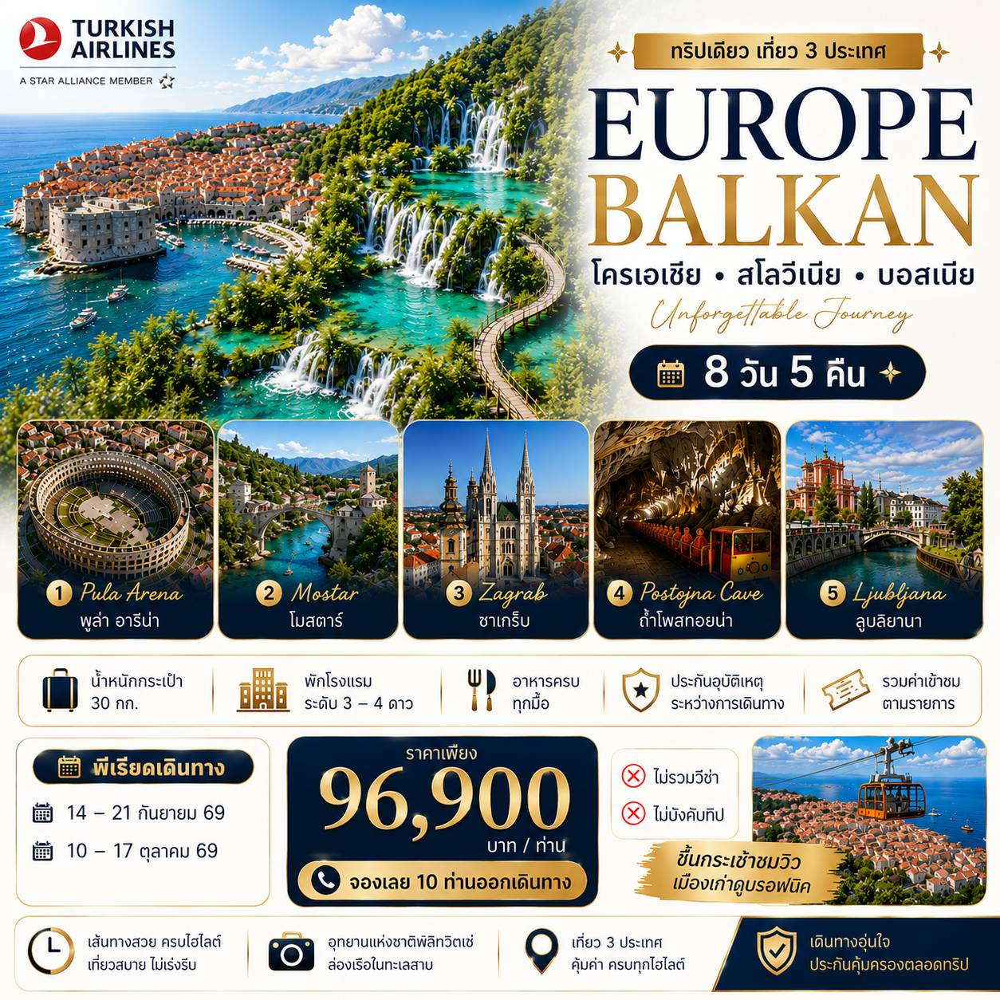 TURKISH
AIRLINES
A STAR ALLIANCE MEMBER
ทริปเดียว เที่ยว 3 ประเทศ
EUROPE
BALKAN
โครเอเชีย • สโลวีเนีย • บอสเนีย
Unforgettable Journey
8 วัน 5 คืน
1 Pula Arena
พูล่า อารีน่า
2 Mostar
โมสตาร์
3 Zagrab
ซาเกร็บ
4 Postojna Cave
ถ้ำโพสทอยน่า
5 Ljubljana
ลูบลิยานา
น้ำหนักกระเป๋า
30 กก.
พักโรงแรม
ระดับ 3 – 4 ดาว
อาหารครบ
ทุกมื้อ
ประกันอุบัติเหตุ
ระหว่างการเดินทาง
รวมค่าเข้าชม
ตามรายการ
พีเรียดเดินทาง
14 – 21 กันยายม 69
10 – 17 ตุลาคม 69
ราคาเพียง
96,900
บาท / ท่าน
จองเลย 10 ท่านออกเดินทาง
ไม่รวมวีซ่า
ไม่บังคับทิป
ขึ้นกระเช้าชมวิว
เมืองเก่าดูบรอฟนิค
เส้นทางสวย ครบไฮไลต์
เที่ยวสบาย ไม่เร่งรีบ
อุทยานแห่งชาติพลิทวิตเซ่
ล่องเรือในทะเลสาบ
เที่ยว 3 ประเทศ
คุ้มค่า ครบทุกไฮไลต์
เดินทางอุ่นใจ
ประกันคุ้มครองตลอดทริป